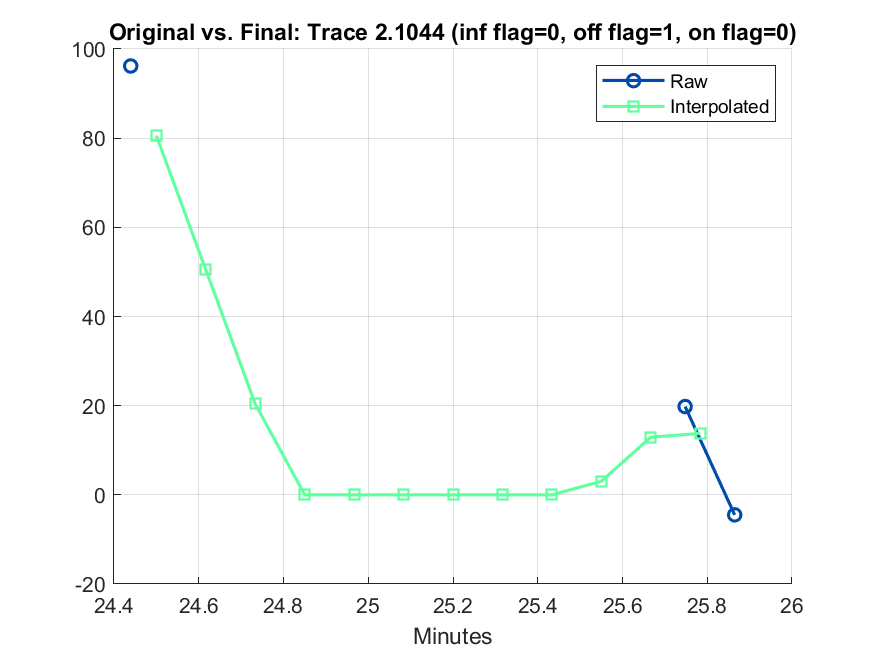 Original vs. Final: Trace 2.1044 (inf flag=0, off flag=1, on flag=0)
100
80
60
40
20
0
-20
Raw
Interpolated
24.4 24.6 24.8 25 25.2 25.4 25.6 25.8 26
Minutes